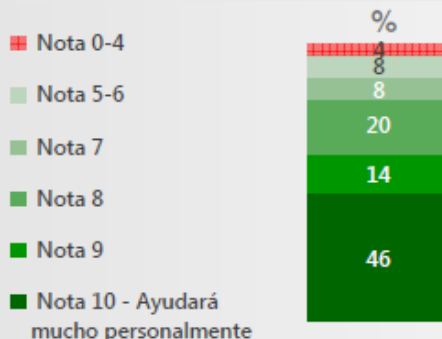 %
Nota 0-4
4
Nota 5-6
8
Nota 7
8
Nota 8
20
Nota 9
14
Nota 10 - Ayudará
mucho personalmente
46